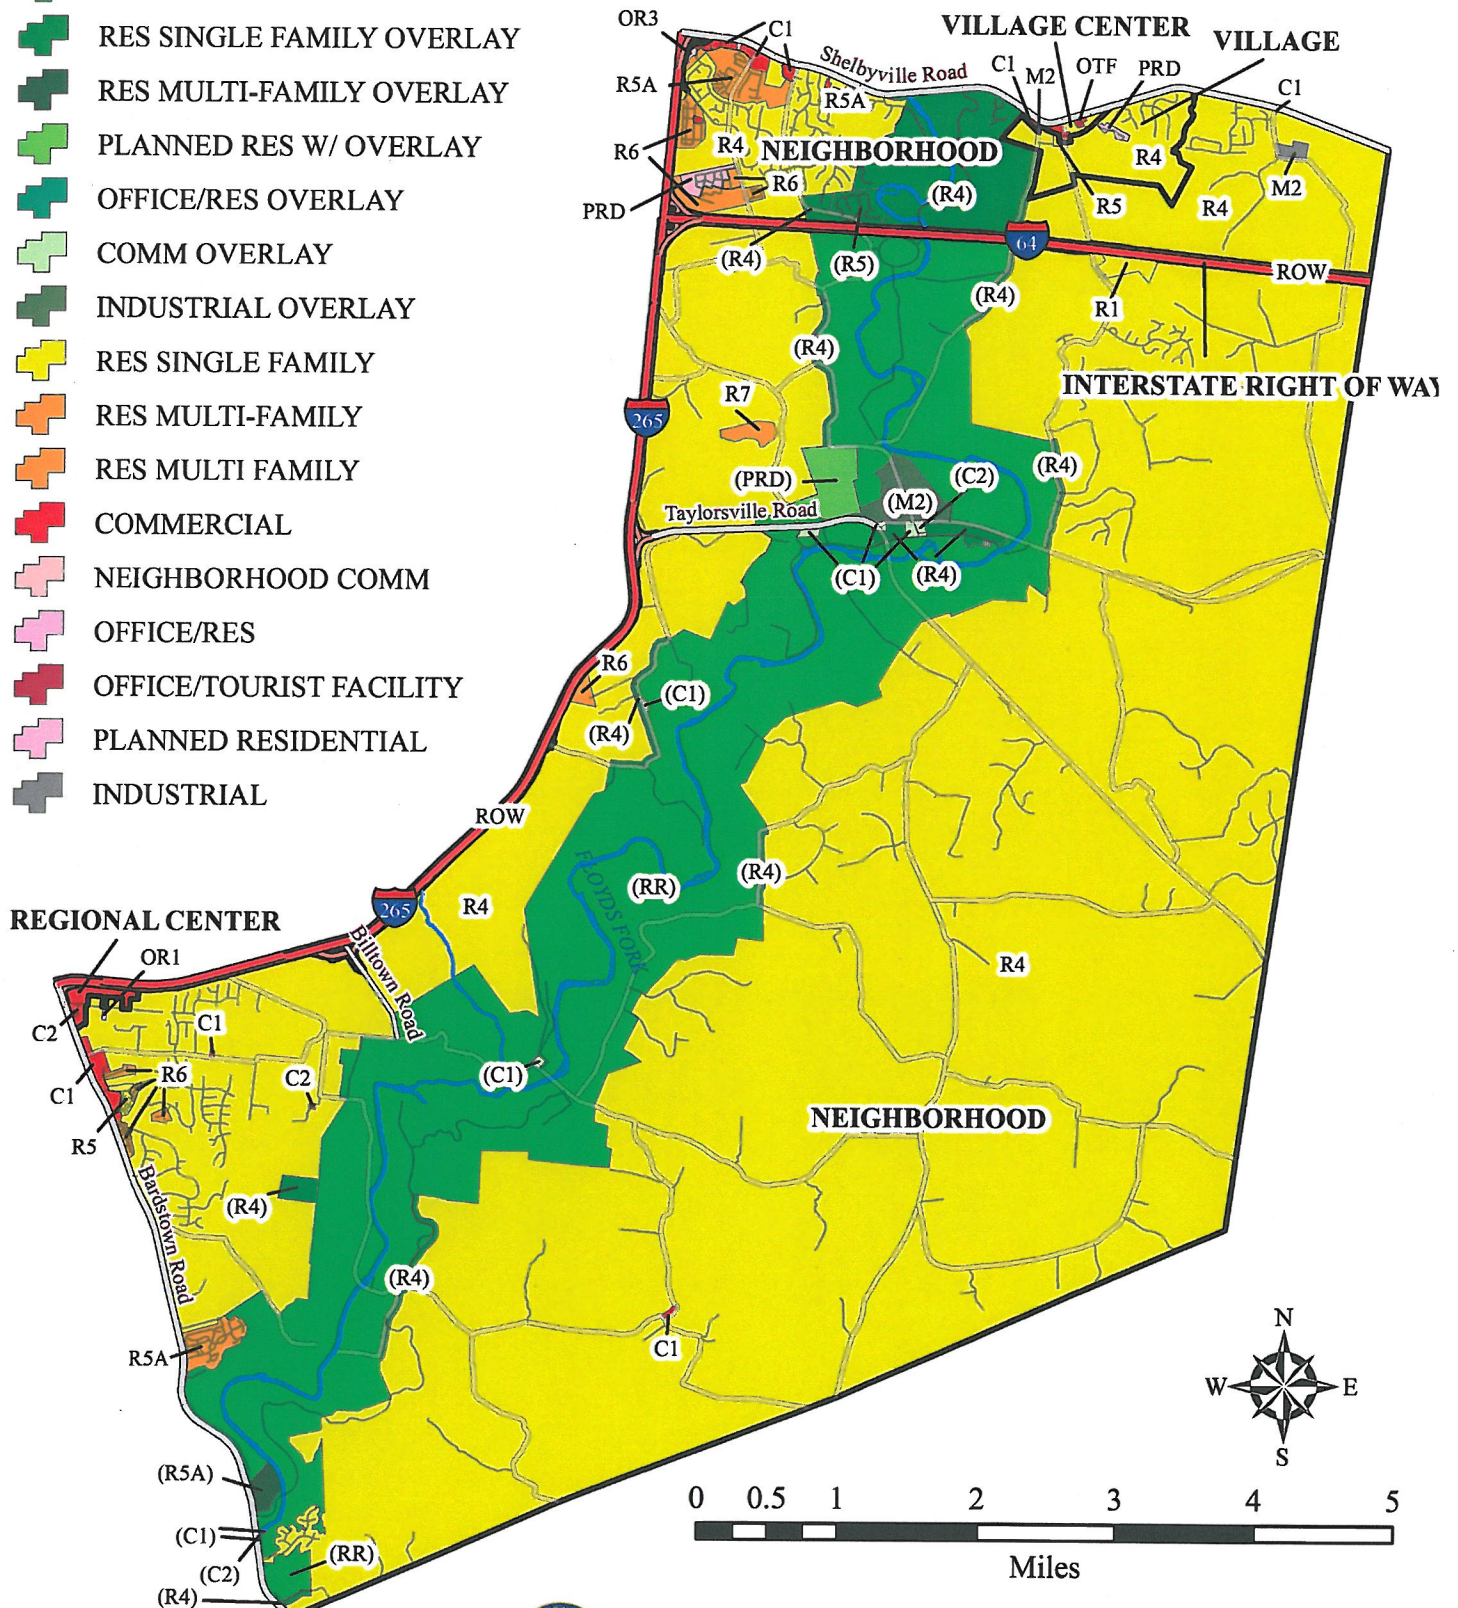 RES SINGLE FAMILY OVERLAY
RES MULTI-FAMILY OVERLAY
PLANNED RES W/ OVERLAY
OFFICE/RES OVERLAY
COMM OVERLAY
INDUSTRIAL OVERLAY
RES SINGLE FAMILY
RES MULTI-FAMILY
RES MULTI FAMILY
COMMERCIAL
NEIGHBORHOOD COMM
OFFICE/RES
OFFICE/TOURIST FACILITY
PLANNED RESIDENTIAL
INDUSTRIAL
OR3
C1
Shelbyville Road
VILLAGE CENTER
VILLAGE
C1
M2
OTF
PRD
C1
R5A
R5A
R6
R4
NEIGHBORHOOD
R4
M2
R6
PRD
(R4)
R5
R4
(R4)
(R5)
64
ROW
(R4)
R1
(R4)
INTERSTATE RIGHT OF WAY
R7
265
(R4)
(PRD)
(C2)
(M2)
Taylorsville Road
(C1)
(R4)
R6
(C1)
(R4)
ROW
FLOYDS FORK
(RR)
(R4)
265
R4
REGIONAL CENTER
Billtown Road
OR1
R4
C2
C1
C1
R6
C2
(C1)
R5
NEIGHBORHOOD
Bardstown Road
(R4)
(R4)
C1
R5A
N
W
E
S
(R5A)
(C1)
(C2)
(RR)
(R4)
0 0.5 1 2 3 4 5
Miles